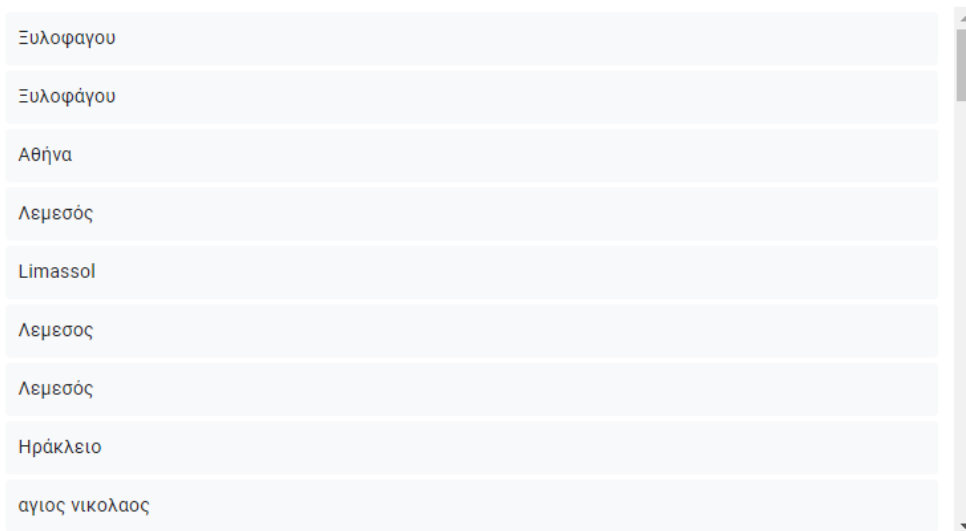 Ξυλοφαγου
Ξυλοφάγου
Αθήνα
Λεμεσός
Limassol
Λεμεσος
Λεμεσός
Ηράκλειο
αγιος νικολαος